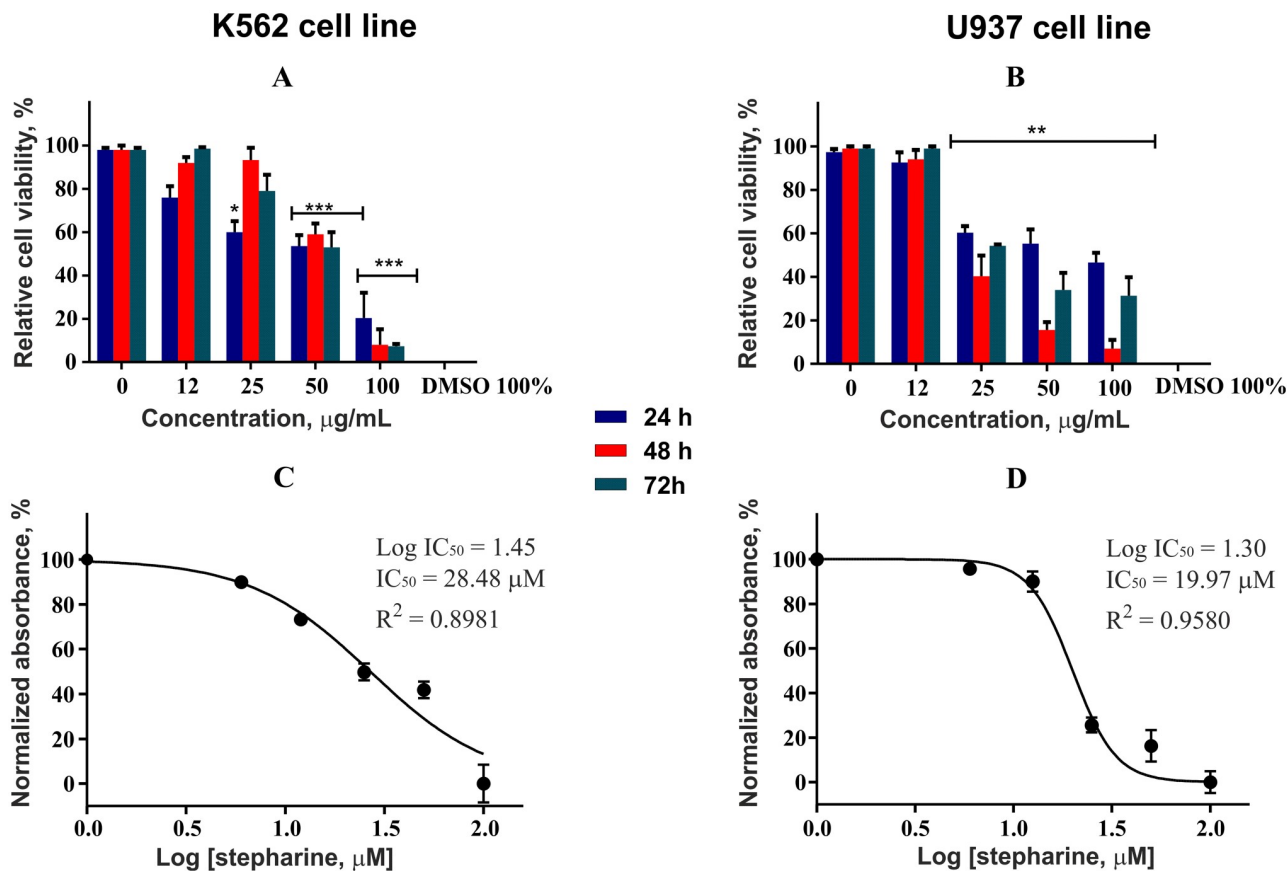 K562 cell line
U937 cell line
A
Relative cell viability, %
100
80
60
40
20
0
*
***
***
0 12 25 50 100 DMSO 100%
Concentration, μg/mL
B
Relative cell viability, %
100
80
60
40
20
0
**
0 12 25 50 100 DMSO 100%
Concentration, μg/mL
24 h
48 h
72h
C
Normalized absorbance, %
100
80
60
40
20
0
Log IC₅₀ = 1.45
IC₅₀ = 28.48 μM
R² = 0.8981
0.0 0.5 1.0 1.5 2.0
Log [stepharine, μM]
D
Normalized absorbance, %
100
80
60
40
20
0
Log IC₅₀ = 1.30
IC₅₀ = 19.97 μM
R² = 0.9580
0.0 0.5 1.0 1.5 2.0
Log [stepharine, μM]